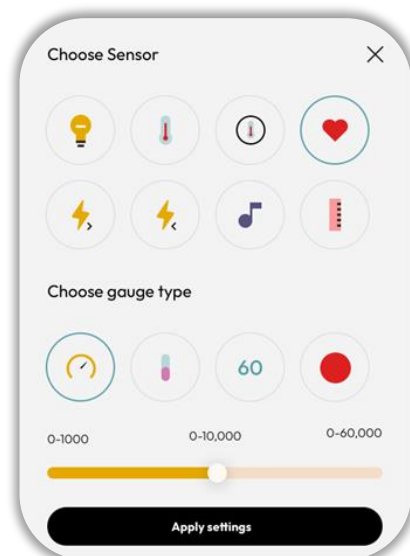 Choose Sensor
Choose gauge type
60
0-1000 0-10,000 0-60,000
Apply settings